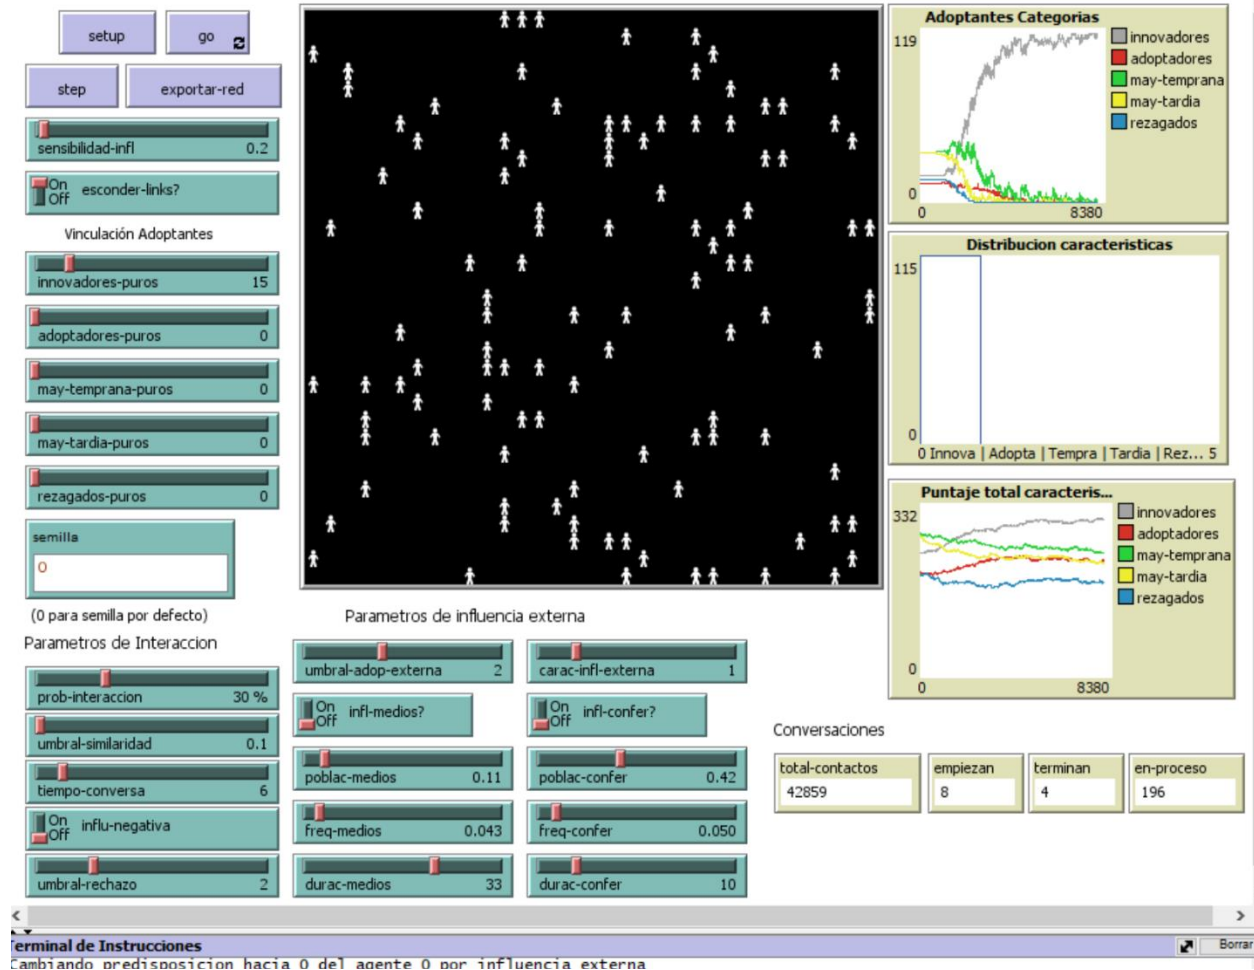 setup
go
step
exportar-red
sensibilidad-infl 0.2
On
Off
esconder-links?
Vinculación Adoptantes
innovadores-puros 15
adoptadores-puros 0
may-temprana-puros 0
may-tardia-puros 0
rezagados-puros 0
semilla
0
(0 para semilla por defecto)
Parametros de Interaccion
prob-interaccion 30 %
umbral-similaridad 0.1
tiempo-conversa 6
On
Off
influ-negativa
umbral-rechazo 2
Parametros de influencia externa
umbral-adop-externa 2
carac-infl-externa 1
On
Off
infl-medios?
On
Off
infl-confer?
poblac-medios 0.11
poblac-confer 0.42
freq-medios 0.043
freq-confer 0.050
durac-medios 33
durac-confer 10
Adoptantes Categorias
119
0
0 8380
innovadores
adoptadores
may-temprana
may-tardia
rezagados
Distribucion caracteristicas
115
0
0 Innova | Adopta | Tempra | Tardia | Rez... 5
Puntaje total caracteris...
332
0
0 8380
innovadores
adoptadores
may-temprana
may-tardia
rezagados
Conversaciones
total-contactos
42859
empiezan
8
terminan
4
en-proceso
196
erminal de Instrucciones
Borrar
Cambiando predisposicion hacia 0 del agente 0 por influencia externa